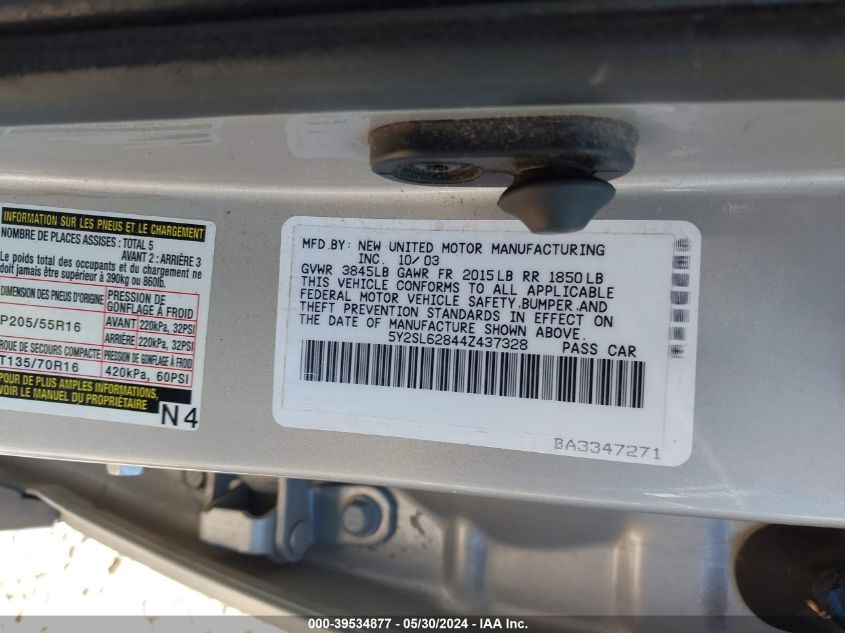 INFORMATION SUR LES PNEUS ET LE CHARGEMENT
NOMBRE DE PLACES ASSISES : TOTAL 5
AVANT 2 : ARRIÈRE 3
Le poids total des occupants et du chargement ne
doit jamais être supérieur à 390kg ou 860lb.
DIMENSION DES PNEUS D'ORIGINE
PRESSION DE
GONFLAGE À FROID
P205/55R16
AVANT 220kPa, 32PSI
ARRIÈRE 220kPa, 32PSI
ROUE DE SECOURS COMPACTE
PRESSION DE GONFLAGE À FROID
T135/70R16
420kPa, 60PSI
POUR DE PLUS AMPLES INFORMATIONS
VOIR LE MANUEL DU PROPRIÉTAIRE
N4
MFD.BY: NEW UNITED MOTOR MANUFACTURING
INC. 10/03
GVWR 3845LB GAWR FR 2015LB RR 1850LB
THIS VEHICLE CONFORMS TO ALL APPLICABLE
FEDERAL MOTOR VEHICLE SAFETY,BUMPER,AND
THEFT PREVENTION STANDARDS IN EFFECT ON
THE DATE OF MANUFACTURE SHOWN ABOVE.
5Y2SL62844Z437328 PASS CAR
BA3347271
000-39534877 - 05/30/2024 - IAAI Inc.